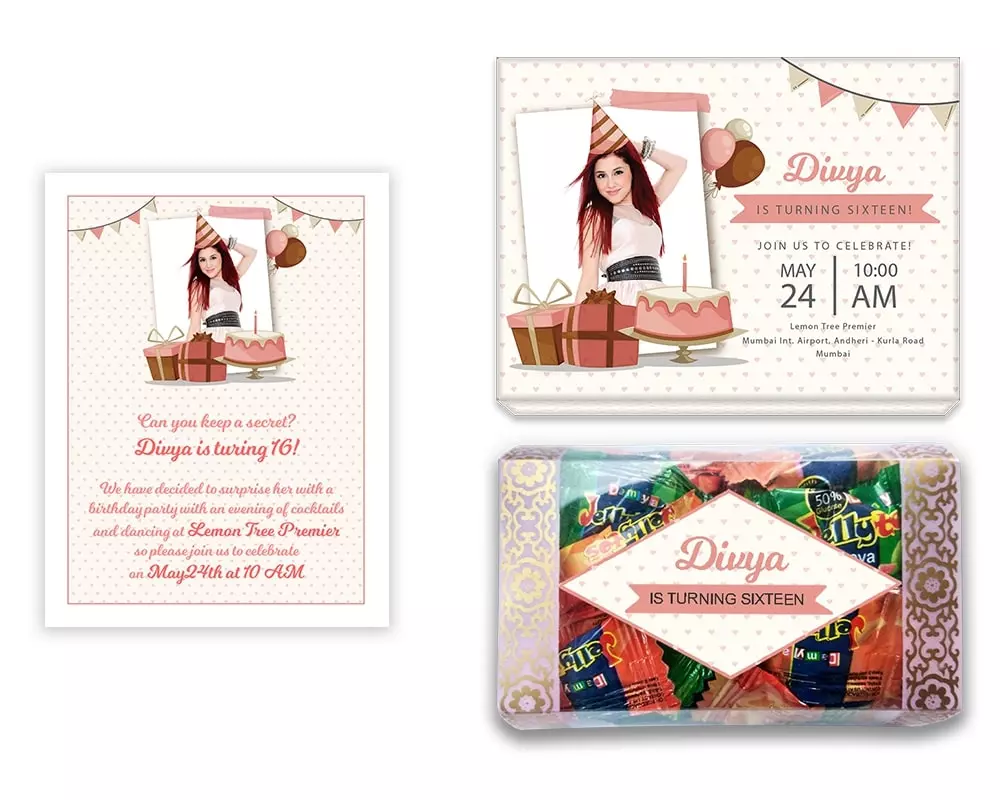 Can you keep a secret?
Divya is turing 16!
We have decided to surprise her with a
birthday party with an evening of cocktails
and dancing at Lemon Tree Premier
so please join us to celebrate
on May24th at 10 AM
Divya
IS TURNING SIXTEEN!
JOIN US TO CELEBRATE!
MAY
24
10:00
AM
Lemon Tree Premier
Mumbai Int. Airport, Andheri - Kurla Road
Mumbai
50%
Glucose
Divya
IS TURNING SIXTEEN